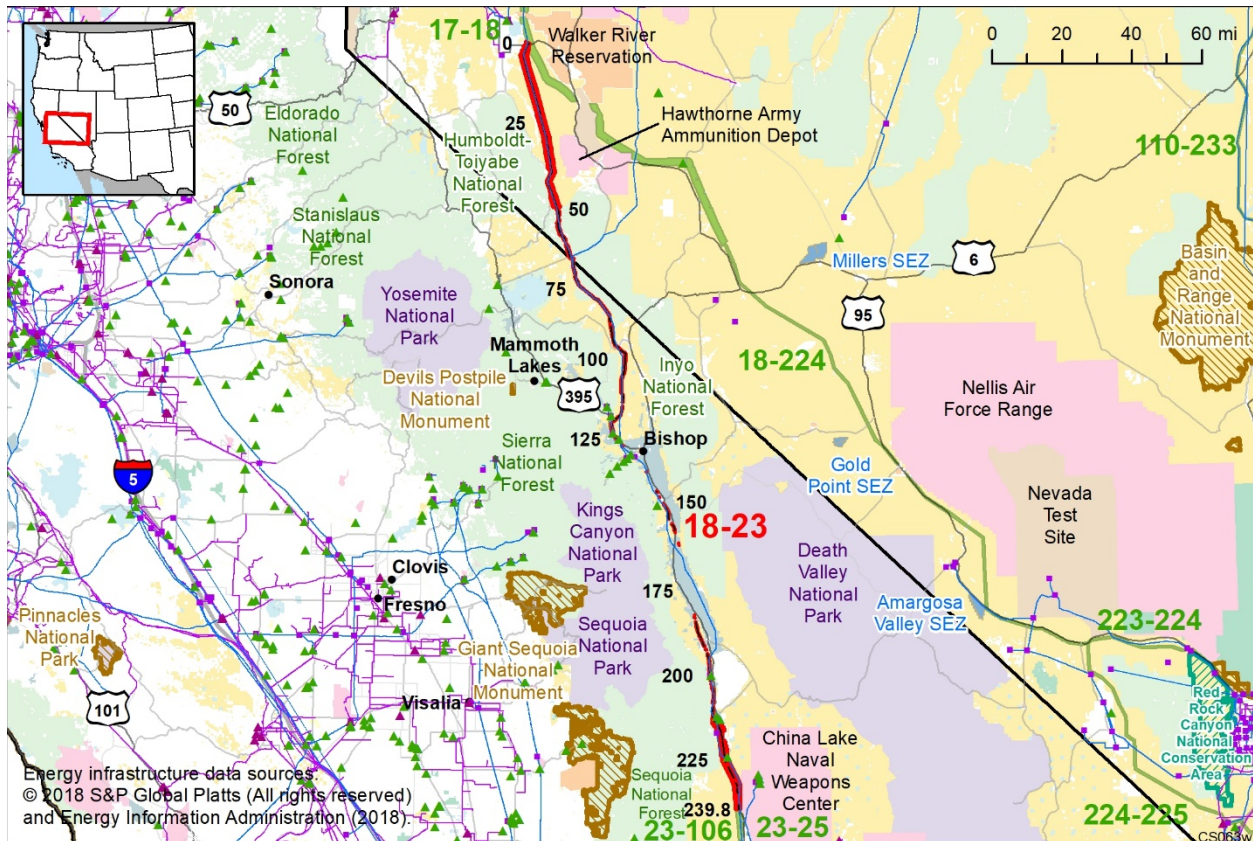 17-18
0
Walker River
Reservation
0 20 40 60 mi
50
Eldorado
National
Forest
25
Hawthorne Army
Ammunition Depot
Humboldt-
Toiyabe
National
Forest
110-233
50
Stanislaus
National
Forest
Millers SEZ
6
Basin
and
Range
National
Monument
Sonora
75
95
Yosemite
National
Park
Mammoth
Lakes
100
18-224
Inyo
National
Forest
Nellis Air
Force Range
Devils Postpile
National
Monument
395
125
Bishop
Sierra
National
Forest
5
Gold
Point SEZ
150
18-23
Nevada
Test
Site
Kings
Canyon
National
Park
Death
Valley
National
Park
Clovis
Fresno
175
Amargosa
Valley SEZ
Pinnacles
National
Park
223-224
Giant Sequoia
National
Monument
Sequoia
National
Park
200
Visalia
101
Red
Rock
Canyon
National
Conservation
Area
China Lake
Naval
Weapons
Center
225
Sequoia
National
Forest
239.8
23-106
23-25
224-225
Energy infrastructure data sources:
© 2018 S&P Global Platts (All rights reserved)
and Energy Information Administration (2018).
CS063w